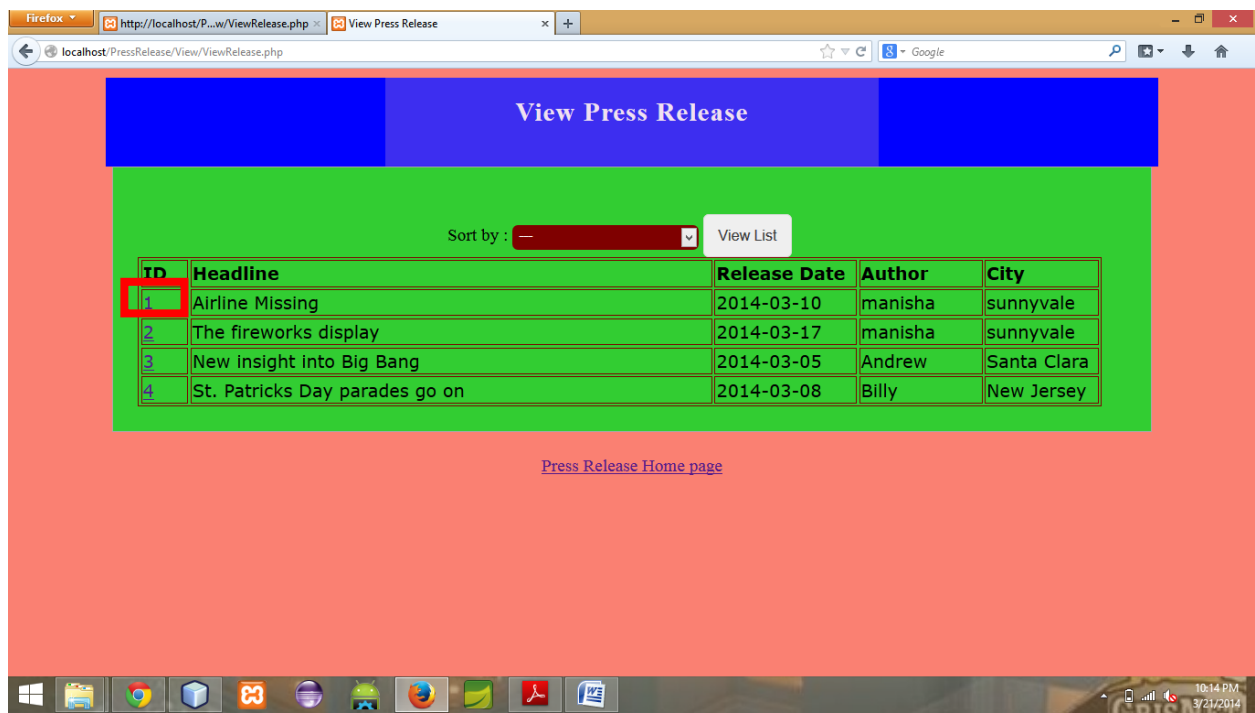 Firefox
http://localhost/P...w/ViewRelease.php × View Press Release × +
localhost/PressRelease/View/ViewRelease.php Google
View Press Release
Sort by : — View List
ID Headline Release Date Author City
1 Airline Missing 2014-03-10 manisha sunnyvale
2 The fireworks display 2014-03-17 manisha sunnyvale
3 New insight into Big Bang 2014-03-05 Andrew Santa Clara
4 St. Patricks Day parades go on 2014-03-08 Billy New Jersey
Press Release Home page
10:14 PM
3/21/2014